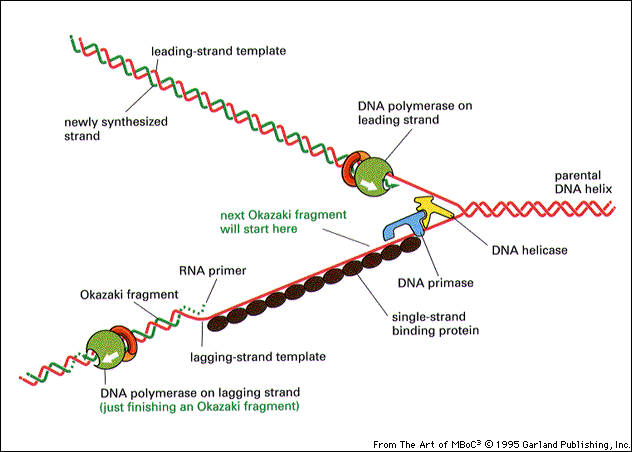 leading-strand template
newly synthesized
strand
DNA polymerase on
leading strand
parental
DNA helix
next Okazaki fragment
will start here
DNA helicase
RNA primer
DNA primase
Okazaki fragment
single-strand
binding protein
lagging-strand template
DNA polymerase on lagging strand
(just finishing an Okazaki fragment)
From The Art of MBoC³ © 1995 Garland Publishing, Inc.